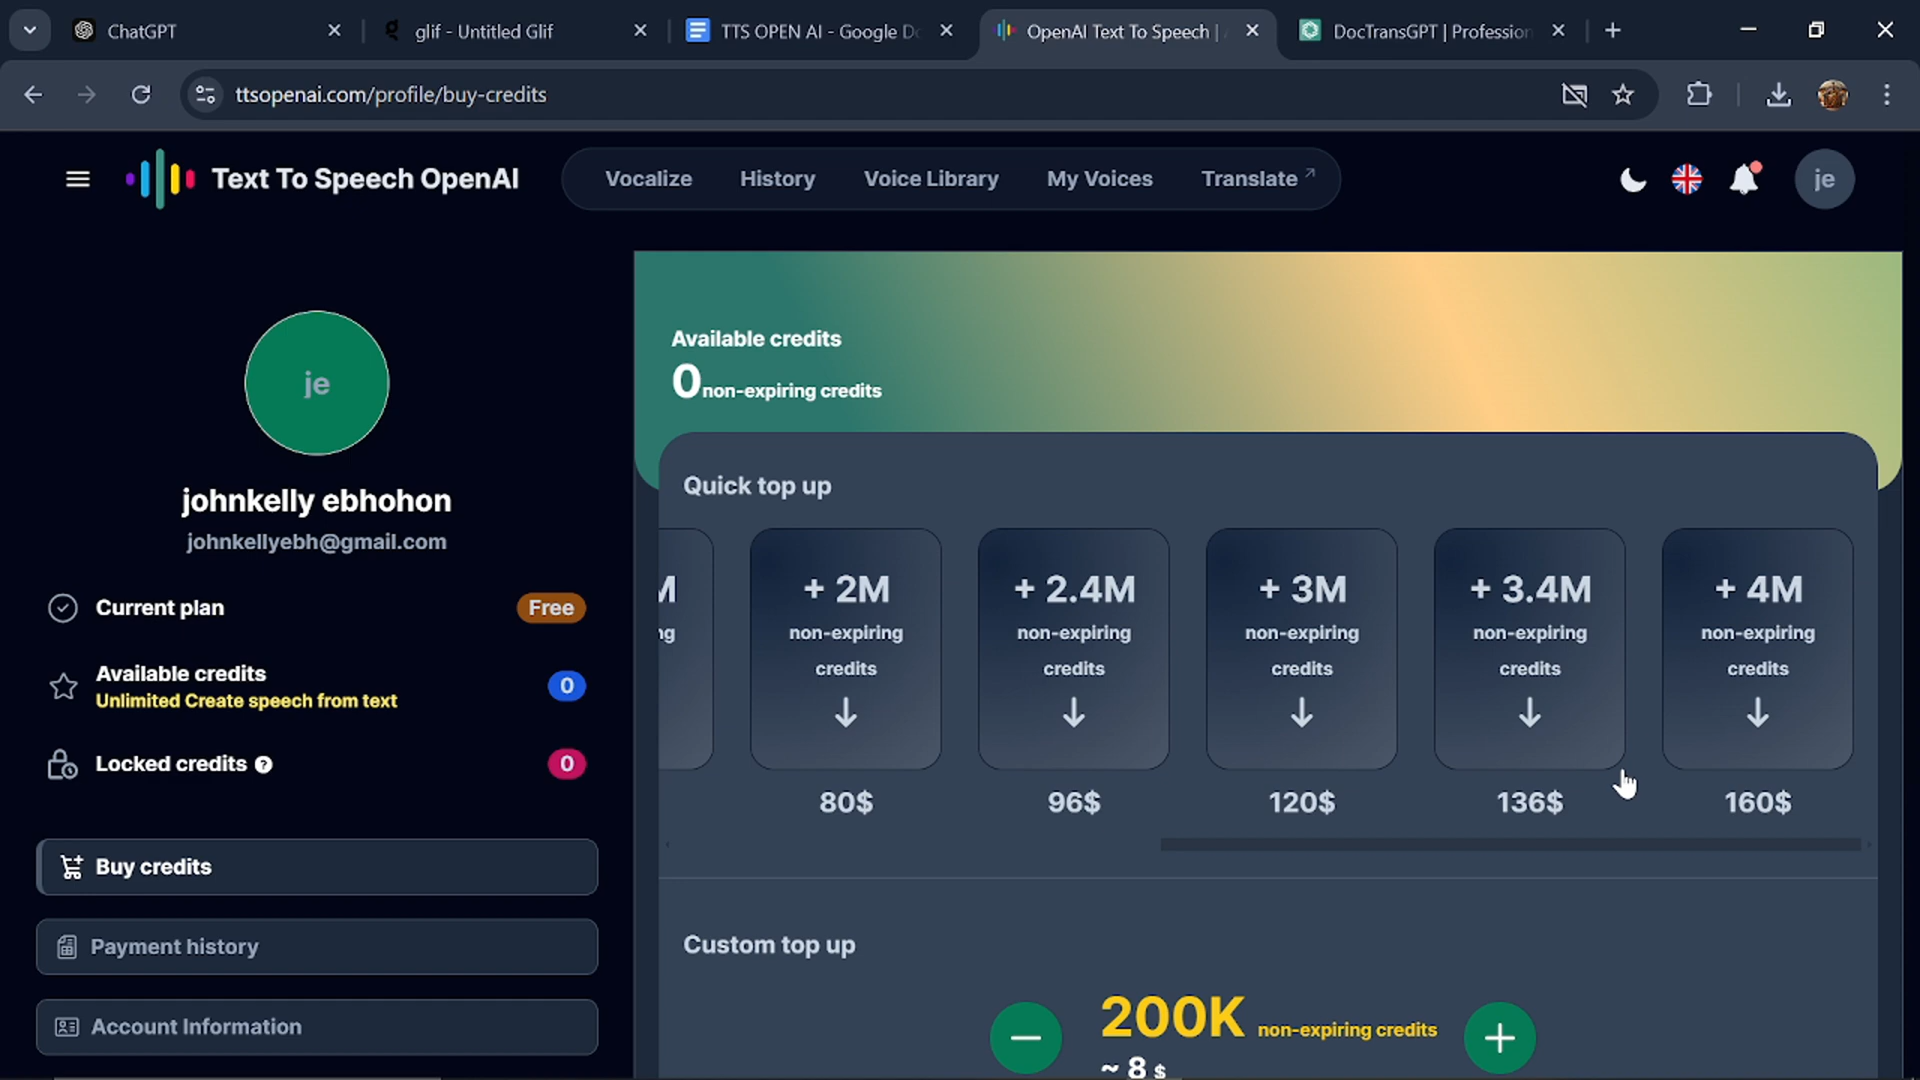 ChatGPT
glif - Untitled Glif
TTS OPEN AI - Google Do
OpenAI Text To Speech |
DocTransGPT | Profession
ttsopenai.com/profile/buy-credits
Text To Speech OpenAI
Vocalize
History
Voice Library
My Voices
Translate
je
je
johnkelly ebhohon
johnkellyebh@gmail.com
Current plan
Free
Available credits
Unlimited Create speech from text
0
Locked credits
0
Buy credits
Payment history
Account Information
Available credits
0 non-expiring credits
Quick top up
M
ng
+ 2M
non-expiring
credits
80$
+ 2.4M
non-expiring
credits
96$
+ 3M
non-expiring
credits
120$
+ 3.4M
non-expiring
credits
136$
+ 4M
non-expiring
credits
160$
Custom top up
200K non-expiring credits
~ 8 $